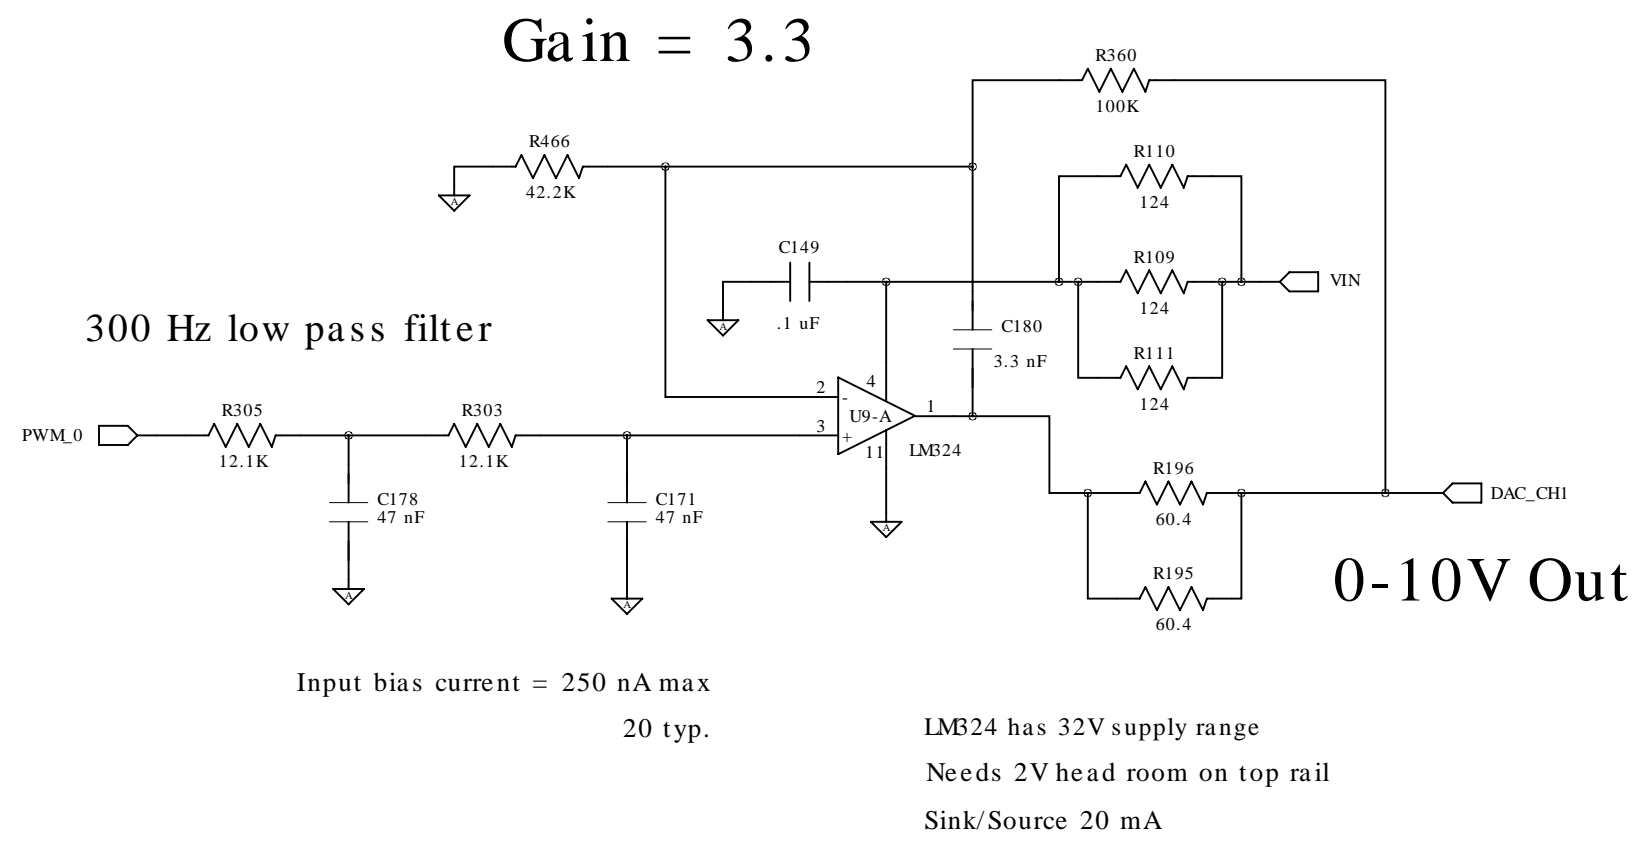 Gain = 3.3
R360
100K
R466
42.2K
R110
124
C149
.1 uF
R109
124
VIN
A
A
300 Hz low pass filter
C180
3.3 nF
R111
124
2
4
-
U9-A
1
3
+
11
LM324
PWM_0
R305
12.1K
R303
12.1K
C178
47 nF
C171
47 nF
A
A
A
R196
60.4
DAC_CH1
R195
60.4
0-10V Out
Input bias current = 250 nA max
20 typ.
LM324 has 32V supply range
Needs 2V head room on top rail
Sink/Source 20 mA